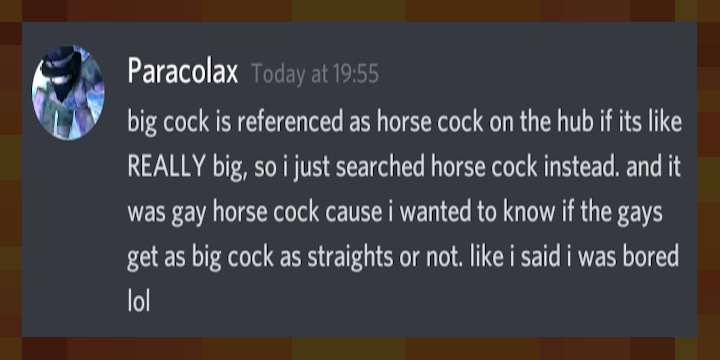 Paracolax Today at 19:55
big cock is referenced as horse cock on the hub if its like
REALLY big, so i just searched horse cock instead. and it
was gay horse cock cause i wanted to know if the gays
get as big cock as straights or not. like i said i was bored
lol